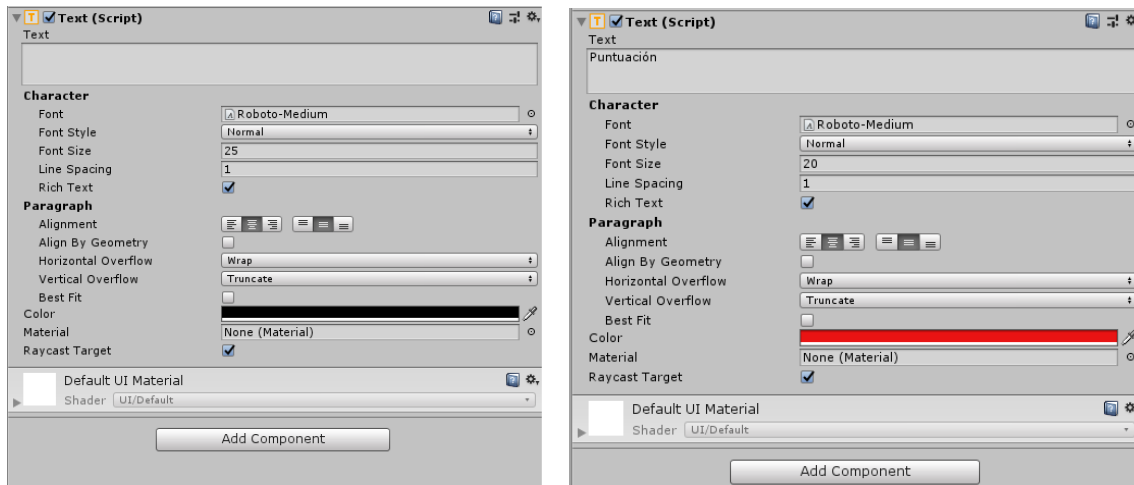 Text (Script)
Text
Character
Font Roboto-Medium
Font Style Normal
Font Size 25
Line Spacing 1
Rich Text
Paragraph
Alignment
Align By Geometry
Horizontal Overflow Wrap
Vertical Overflow Truncate
Best Fit
Color
Material None (Material)
Raycast Target
Default UI Material
Shader UI/Default
Add Component
Text (Script)
Text
Puntuación
Character
Font Roboto-Medium
Font Style Normal
Font Size 20
Line Spacing 1
Rich Text
Paragraph
Alignment
Align By Geometry
Horizontal Overflow Wrap
Vertical Overflow Truncate
Best Fit
Color
Material None (Material)
Raycast Target
Default UI Material
Shader UI/Default
Add Component